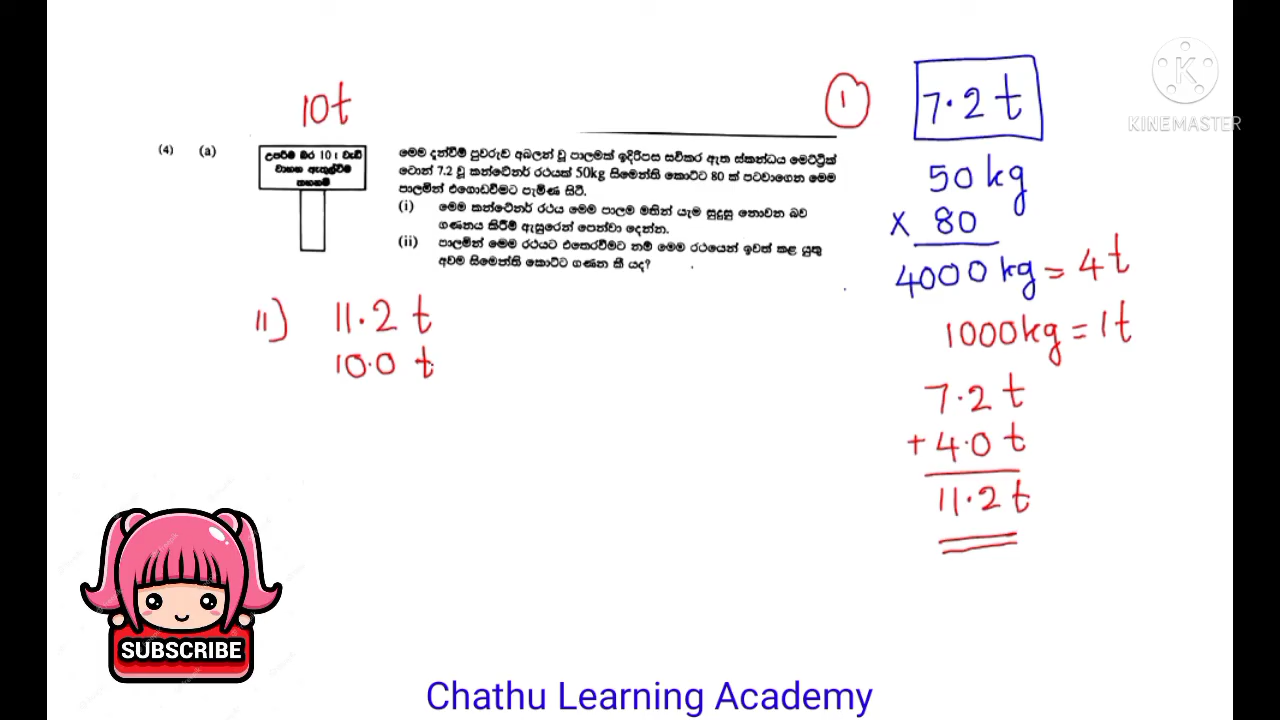 10t
(4) (a)
උපරිම බර 10 t වැඩි
වාහන ඇතුල්වීම
තහනම්
මෙම දැන්වීම් පුවරුව අබලන් වූ පාලමක් ඉදිරිපස සවිකර ඇත ස්කන්ධය මෙට්‍රික්
ටොන් 7.2 වූ කන්ටේනර් රථයක් 50kg සිමෙන්ති කොට්ට 80 ක් පටවාගෙන මෙම
පාලමින් එගොඩවීමට පැමිණ සිටී.
(i) මෙම කන්ටේනර් රථය මෙම පාලම මතින් යෑම සුදුසු නොවන බව
ගණනය කිරීම් ඇසුරෙන් පෙන්වා දෙන්න.
(ii) පාලමින් මෙම රථයට එතෙරවීමට නම් මෙම රථයෙන් ඉවත් කළ යුතු
අවම සිමෙන්ති කොට්ට ගණන කී යද?
II) 11.2 t
10.0 t
1
7.2 t
50 kg
x 80
4000 kg = 4t
1000kg = 1t
7.2 t
+ 4.0 t
11.2 t
KINEMASTER
SUBSCRIBE
Chathu Learning Academy